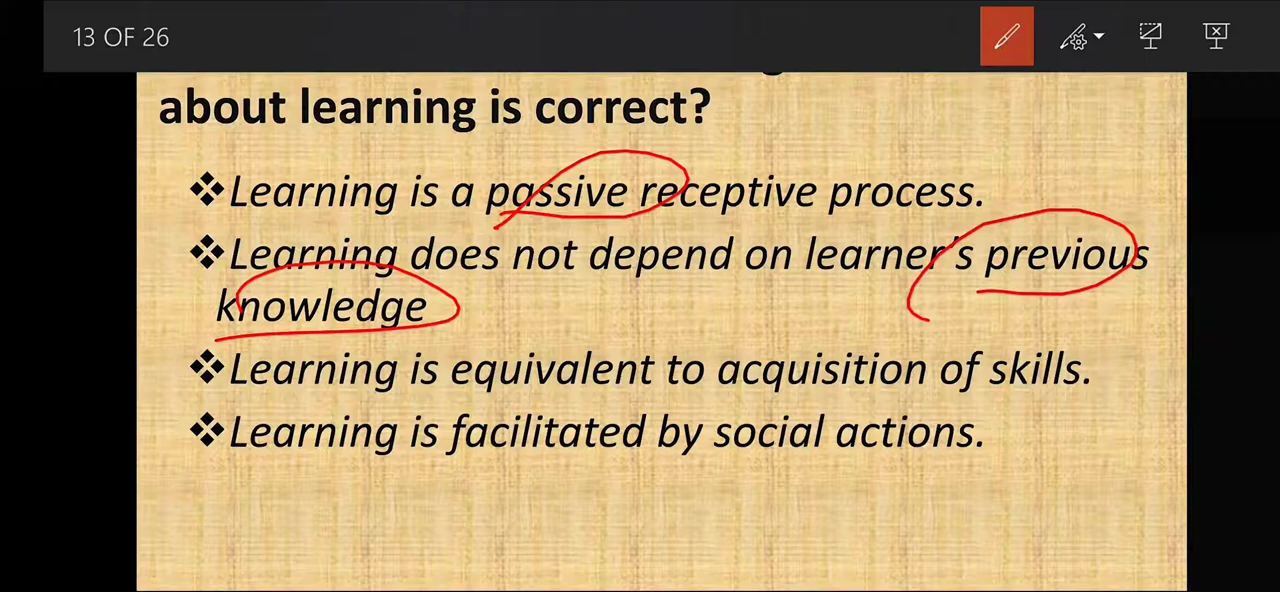 13 OF 26
about learning is correct?
❖Learning is a passive receptive process.
❖Learning does not depend on learner's previous
knowledge
❖Learning is equivalent to acquisition of skills.
❖Learning is facilitated by social actions.